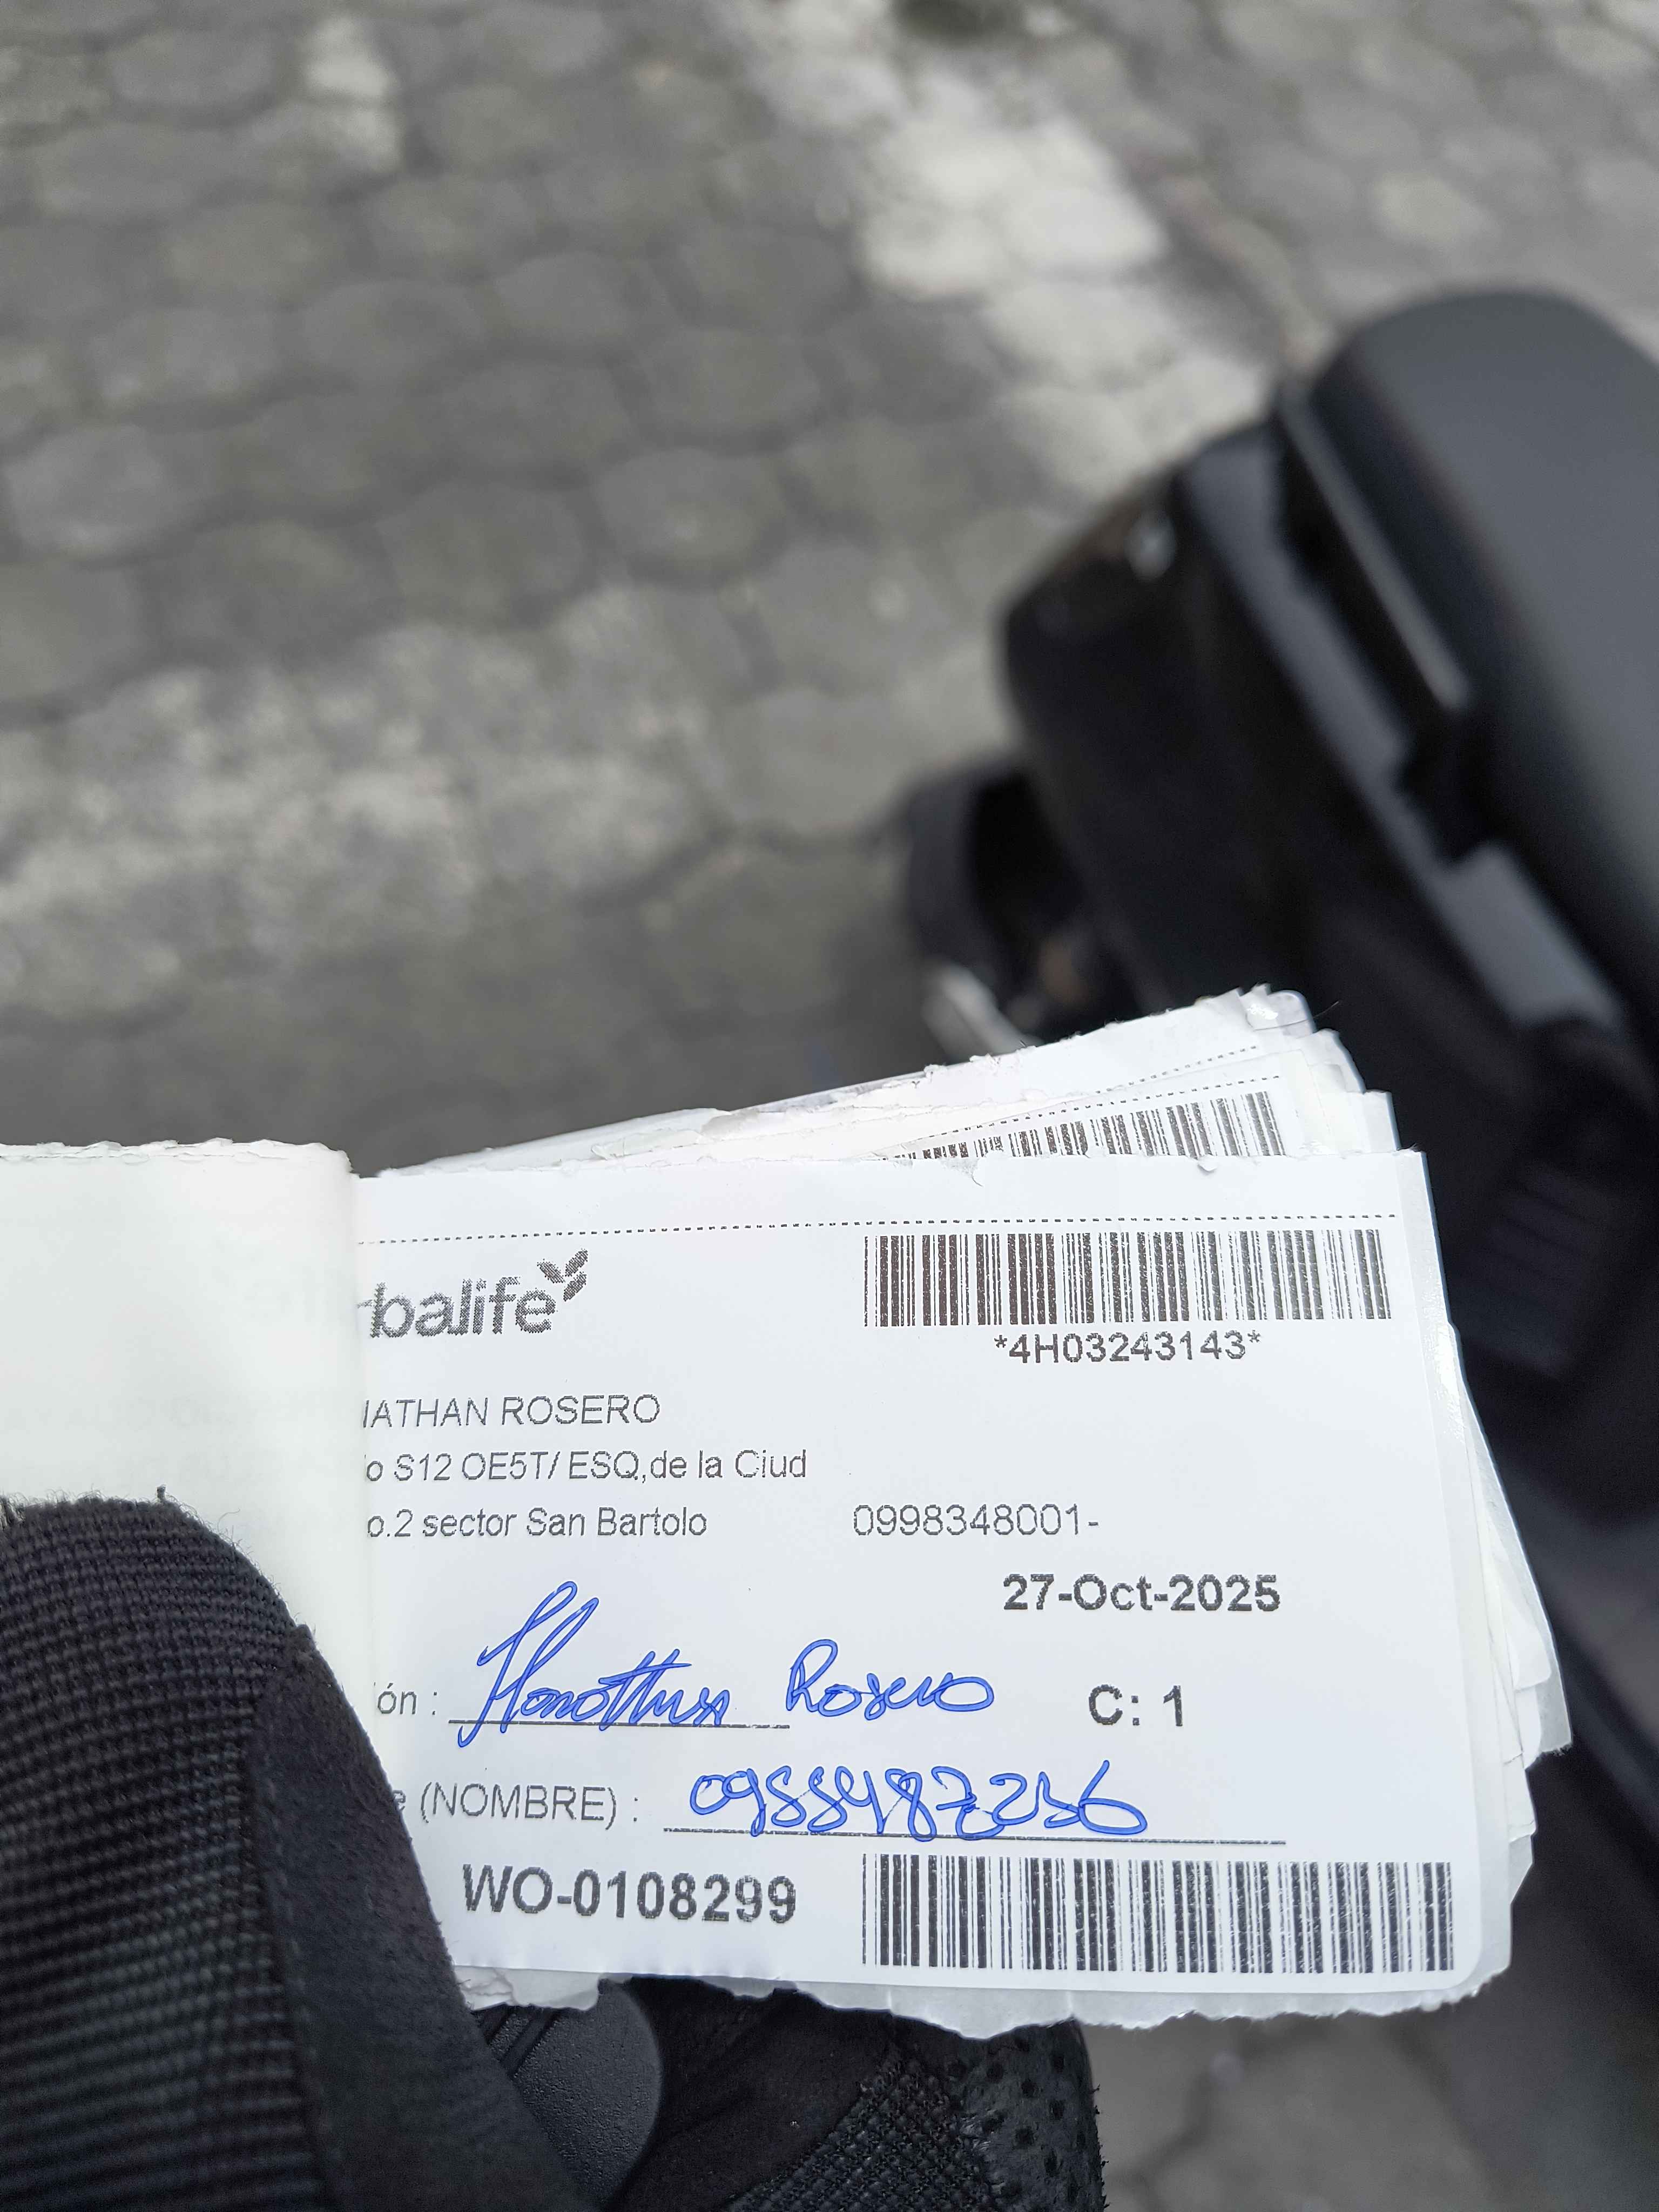 rbalife
*4H03243143*
NATHAN ROSERO
o S12 OE5T/ ESQ,de la Ciud
o.2 sector San Bartolo 0998348001-
27-Oct-2025
ión : Rosero C: 1
e (NOMBRE) :
WO-0108299